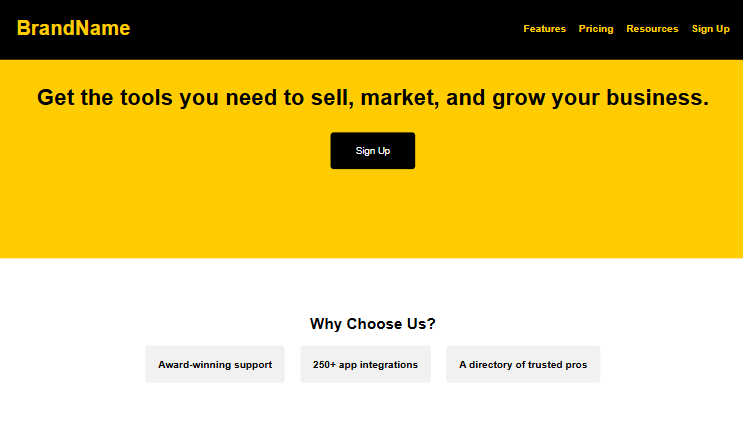 BrandName
Features Pricing Resources Sign Up
Get the tools you need to sell, market, and grow your business.
Sign Up
Why Choose Us?
Award-winning support
250+ app integrations
A directory of trusted pros